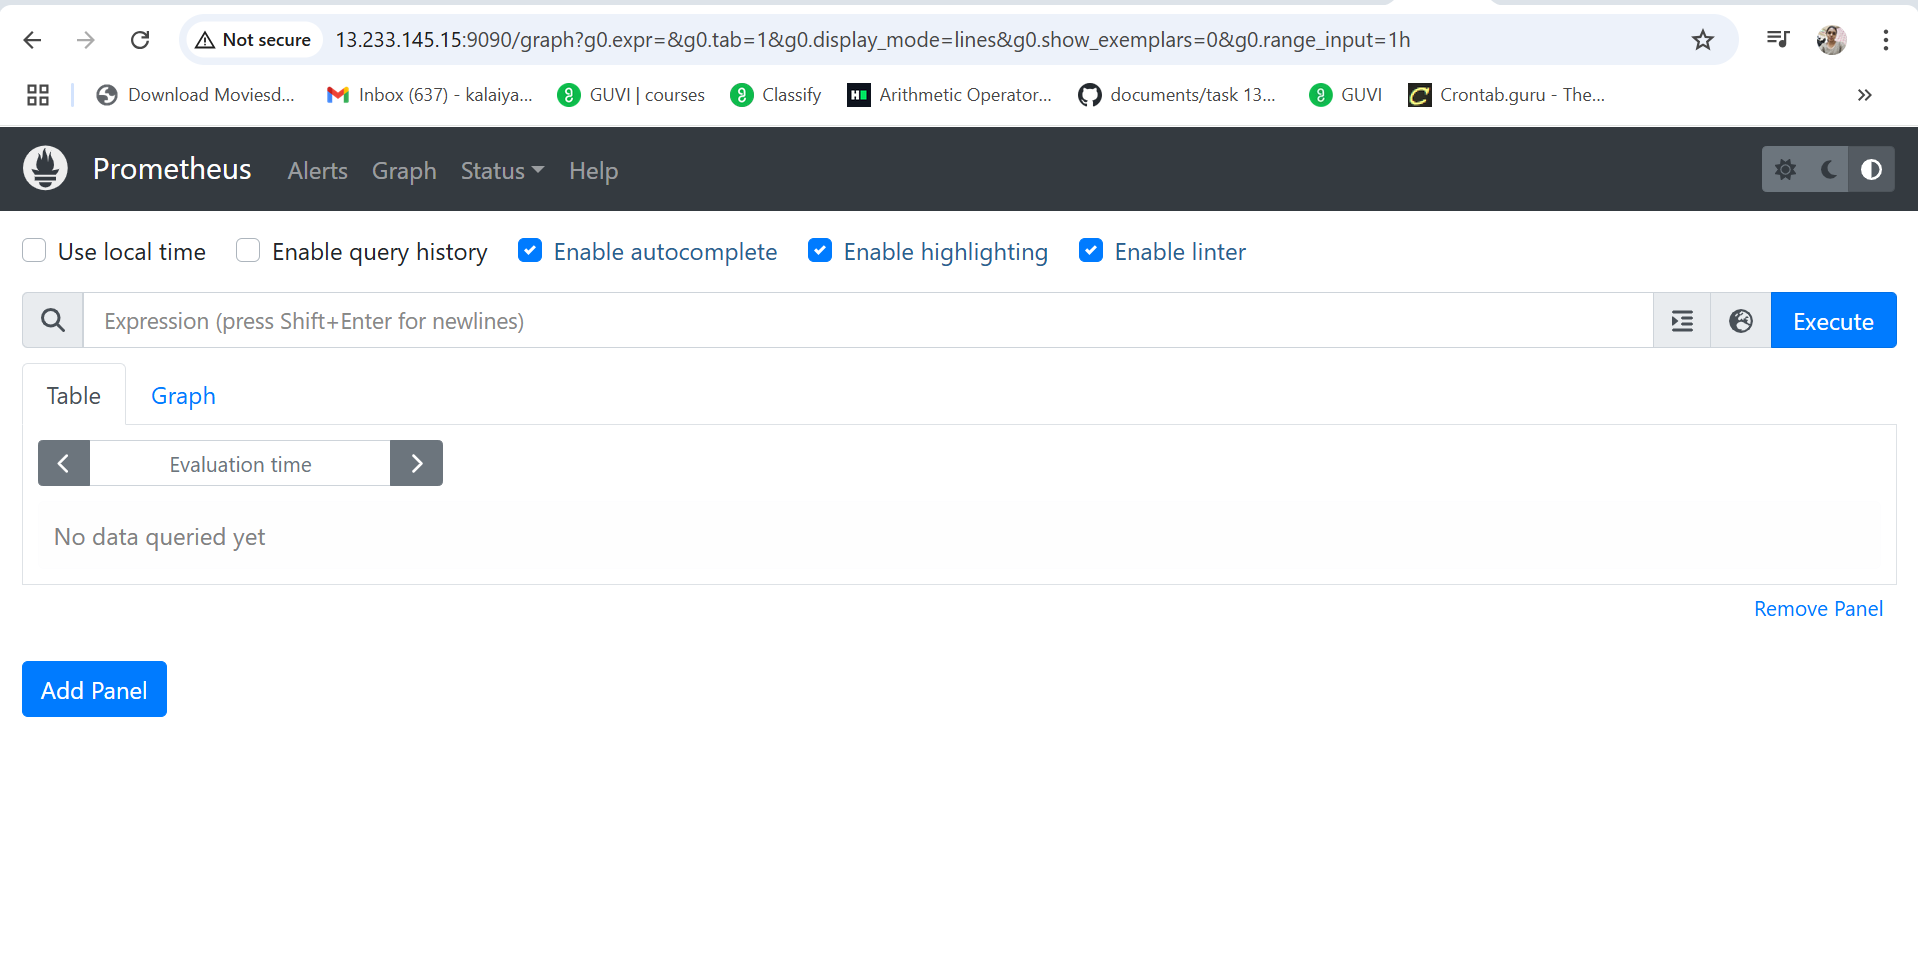 Not secure 13.233.145.15:9090/graph?g0.expr=&g0.tab=1&g0.display_mode=lines&g0.show_exemplars=0&g0.range_input=1h
Download Moviesd... Inbox (637) - kalaiya... GUVI | courses Classify Arithmetic Operator... documents/task 13... GUVI Crontab.guru - The...
Prometheus Alerts Graph Status Help
Use local time Enable query history Enable autocomplete Enable highlighting Enable linter
Expression (press Shift+Enter for newlines) Execute
Table Graph
Evaluation time
No data queried yet
Remove Panel
Add Panel